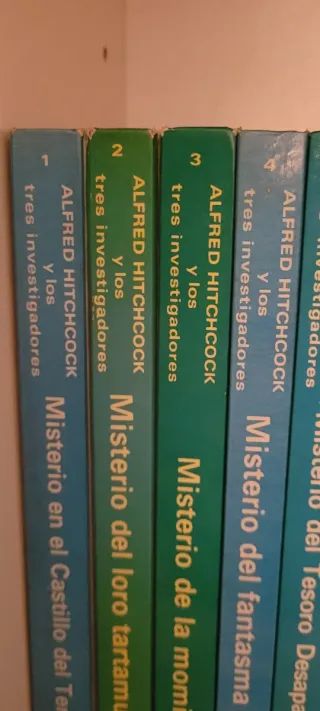 1
ALFRED HITCHCOCK
y los
tres investigadores
Misterio en el Castillo del
2
ALFRED HITCHCOCK
y los
tres investigadores
Misterio del loro
3
ALFRED HITCHCOCK
y los
tres investigadores
Misterio de la
4
ALFRED HITCHCOCK
y los
tres investigadores
Misterio del fantasma
investigadores
Misterio del Tesoro